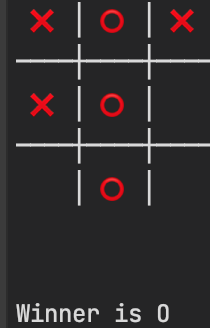 ❌ | ⭕ | ❌
❌ | ⭕ |
| ⭕ |
Winner is O